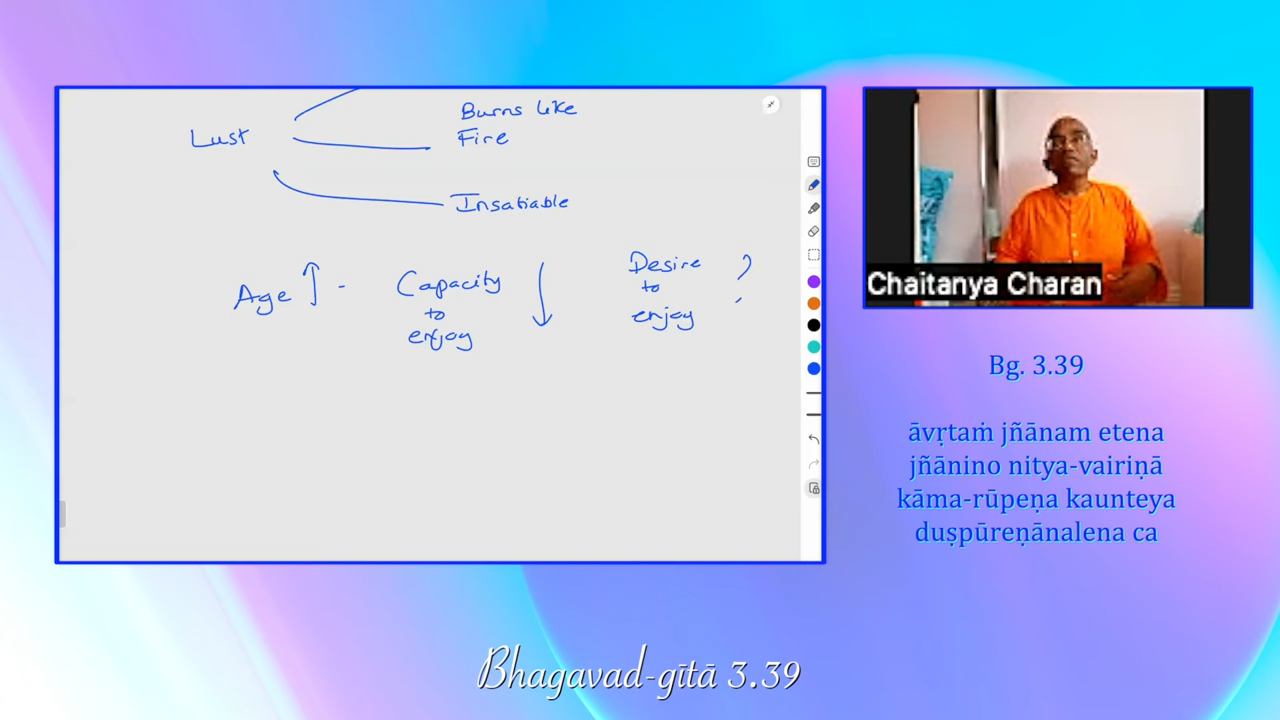 Burns like
Lust
Fire
Insatiable
Age - Capacity to enjoy
Desire to enjoy ?
Chaitanya Charan
Bg. 3.39
āvṛtaṁ jñānam etena
jñānino nitya-vairiṇā
kāma-rūpeṇa kaunteya
duṣpūreṇānalena ca
Bhagavad-gītā 3.39